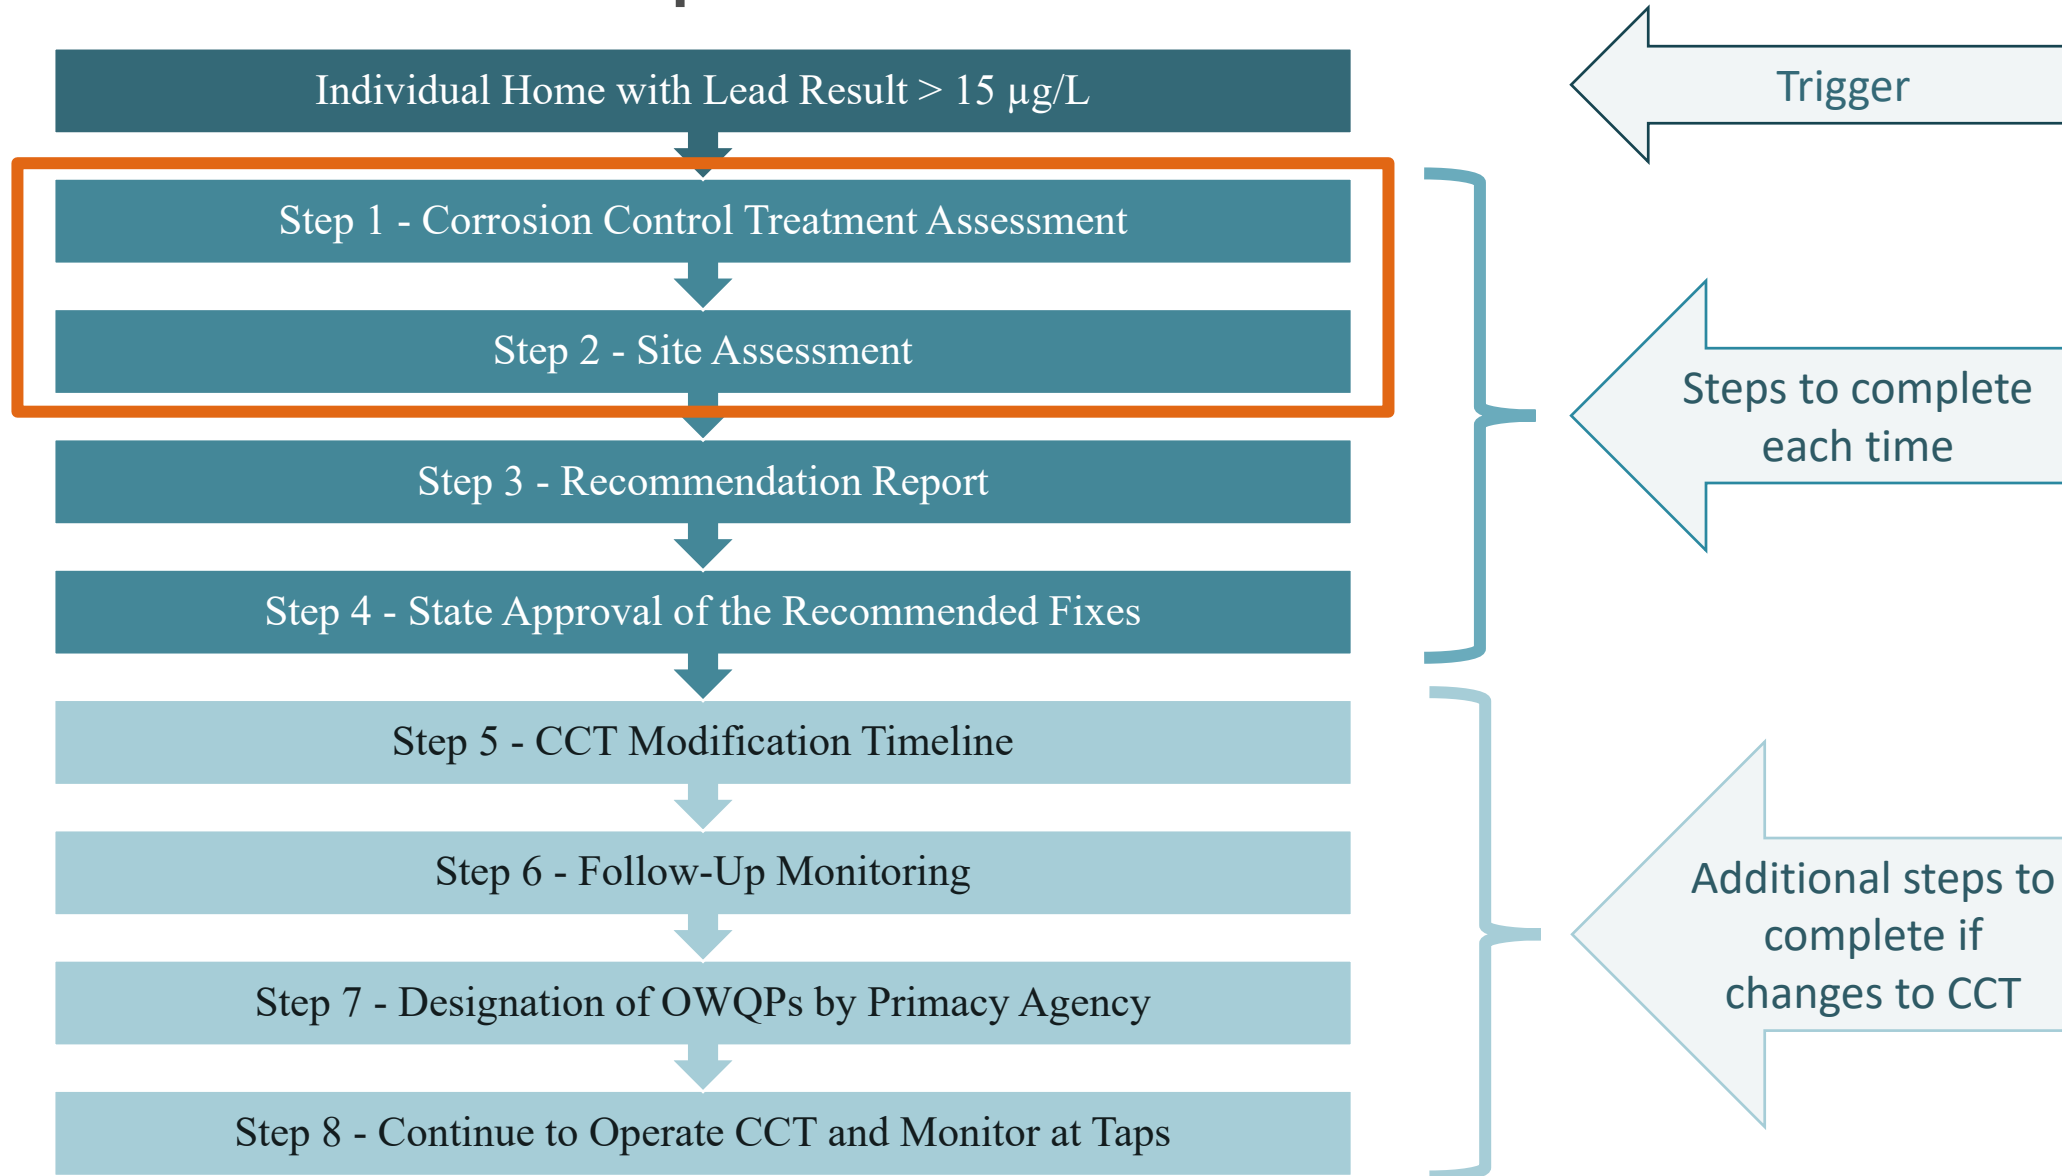 Individual Home with Lead Result > 15 µg/L
Step 1 - Corrosion Control Treatment Assessment
Step 2 - Site Assessment
Step 3 - Recommendation Report
Step 4 - State Approval of the Recommended Fixes
Step 5 - CCT Modification Timeline
Step 6 - Follow-Up Monitoring
Step 7 - Designation of OWQPs by Primacy Agency
Step 8 - Continue to Operate CCT and Monitor at Taps
Trigger
Steps to complete
each time
Additional steps to
complete if
changes to CCT